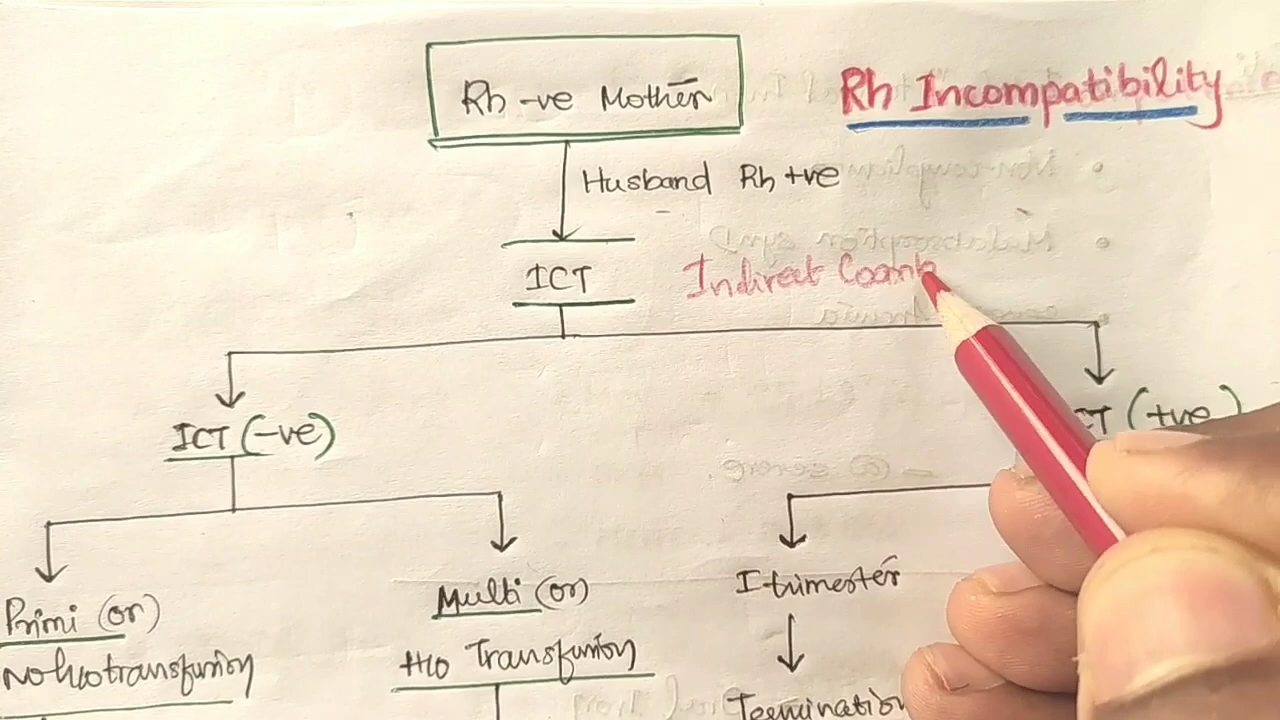 Rh -ve Mother
Rh Incompatibility
Husband Rh +ve
ICT
Indirect Coomb
ICT (-ve)
CT (+ve)
Primi (or)
No h/o transfusion
Multi (or)
H/O Transfusion
I trimester
Termination